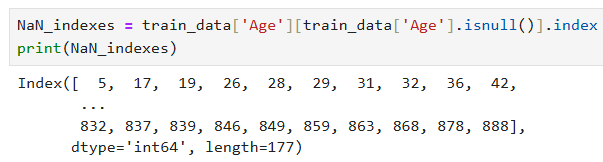 NaN_indexes = train_data['Age'][train_data['Age'].isnull()].index
print(NaN_indexes)
Index([  5,  17,  19,  26,  28,  29,  31,  32,  36,  42,
       ...
       832, 837, 839, 846, 849, 859, 863, 868, 878, 888],
      dtype='int64', length=177)